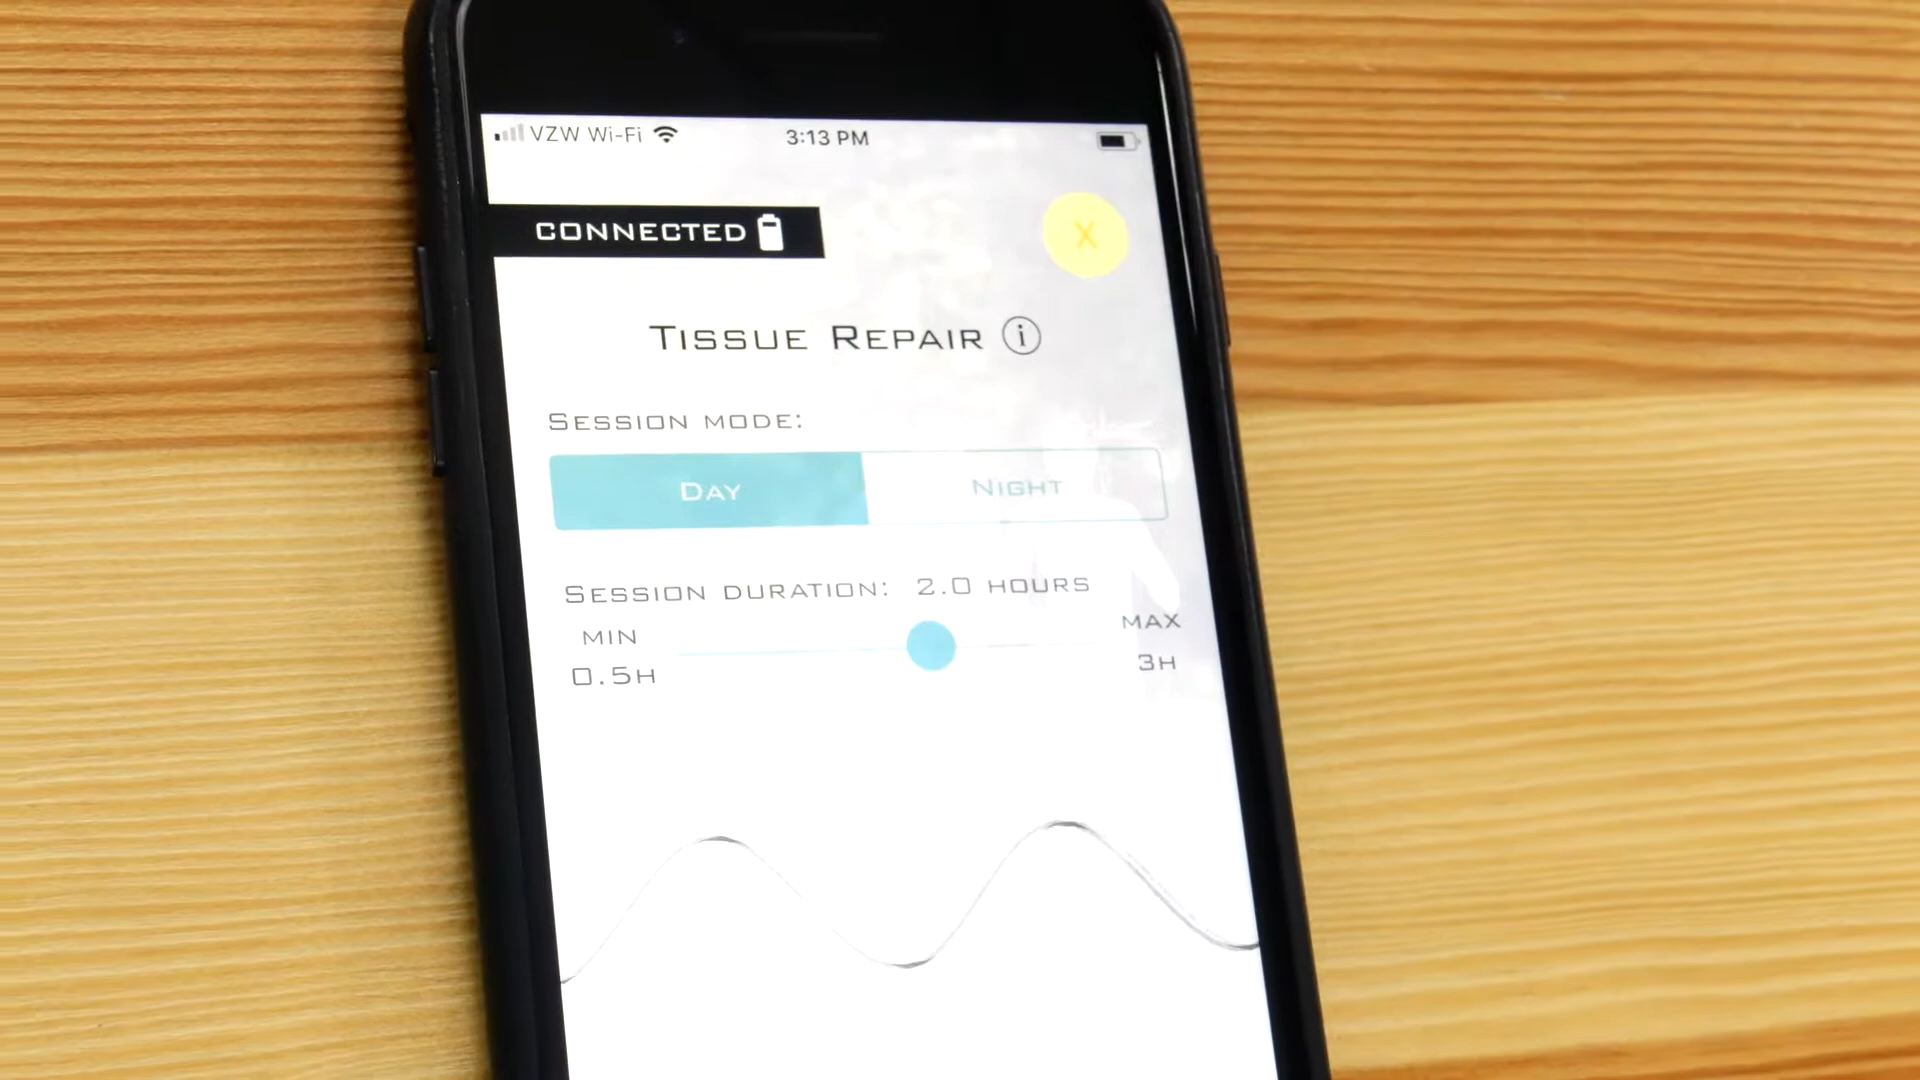 VZW Wi-Fi 3:13 PM
CONNECTED
X
TISSUE REPAIR i
SESSION MODE:
DAY NIGHT
SESSION DURATION: 2.0 HOURS
MIN MAX
0.5H 3H